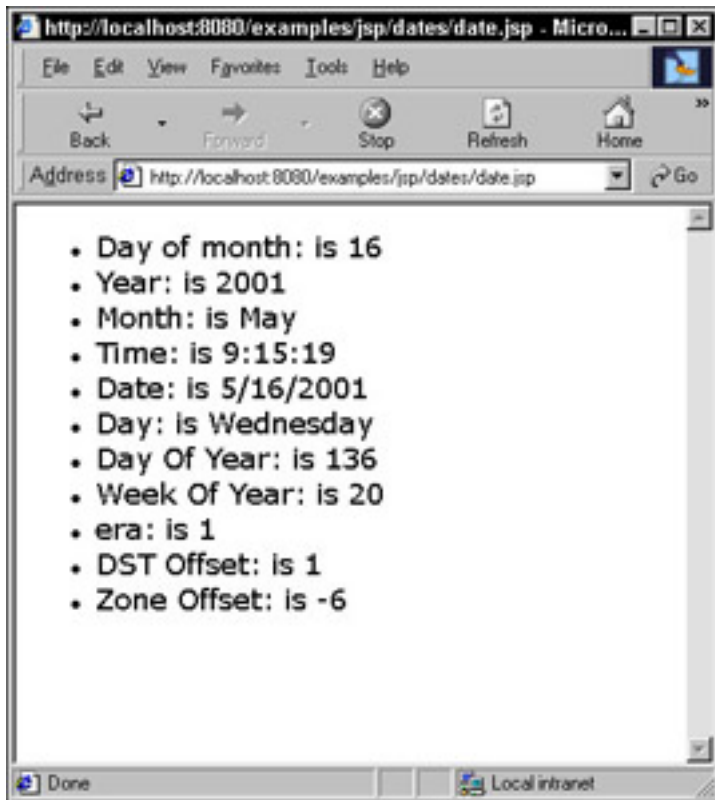 http://localhost:8080/examples/jsp/dates/date.jsp - Micro...
File Edit View Favorites Tools Help
Back Forward Stop Refresh Home »
Address http://localhost:8080/examples/jsp/dates/date.jsp Go
• Day of month: is 16
• Year: is 2001
• Month: is May
• Time: is 9:15:19
• Date: is 5/16/2001
• Day: is Wednesday
• Day Of Year: is 136
• Week Of Year: is 20
• era: is 1
• DST Offset: is 1
• Zone Offset: is -6
Done Local intranet